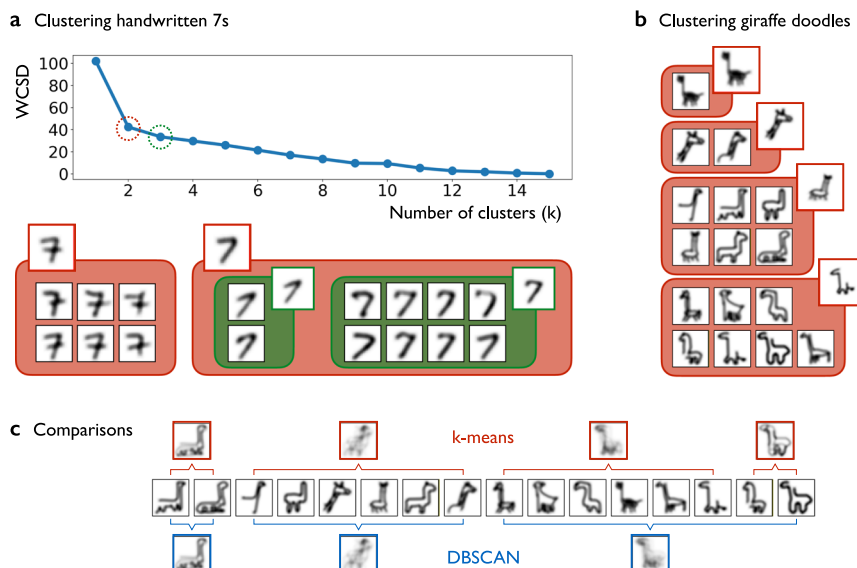 a Clustering handwritten 7s
b Clustering giraffe doodles
WCSD
100
80
60
40
20
0
2 4 6 8 10 12 14
Number of clusters (k)
c Comparisons
k-means
DBSCAN